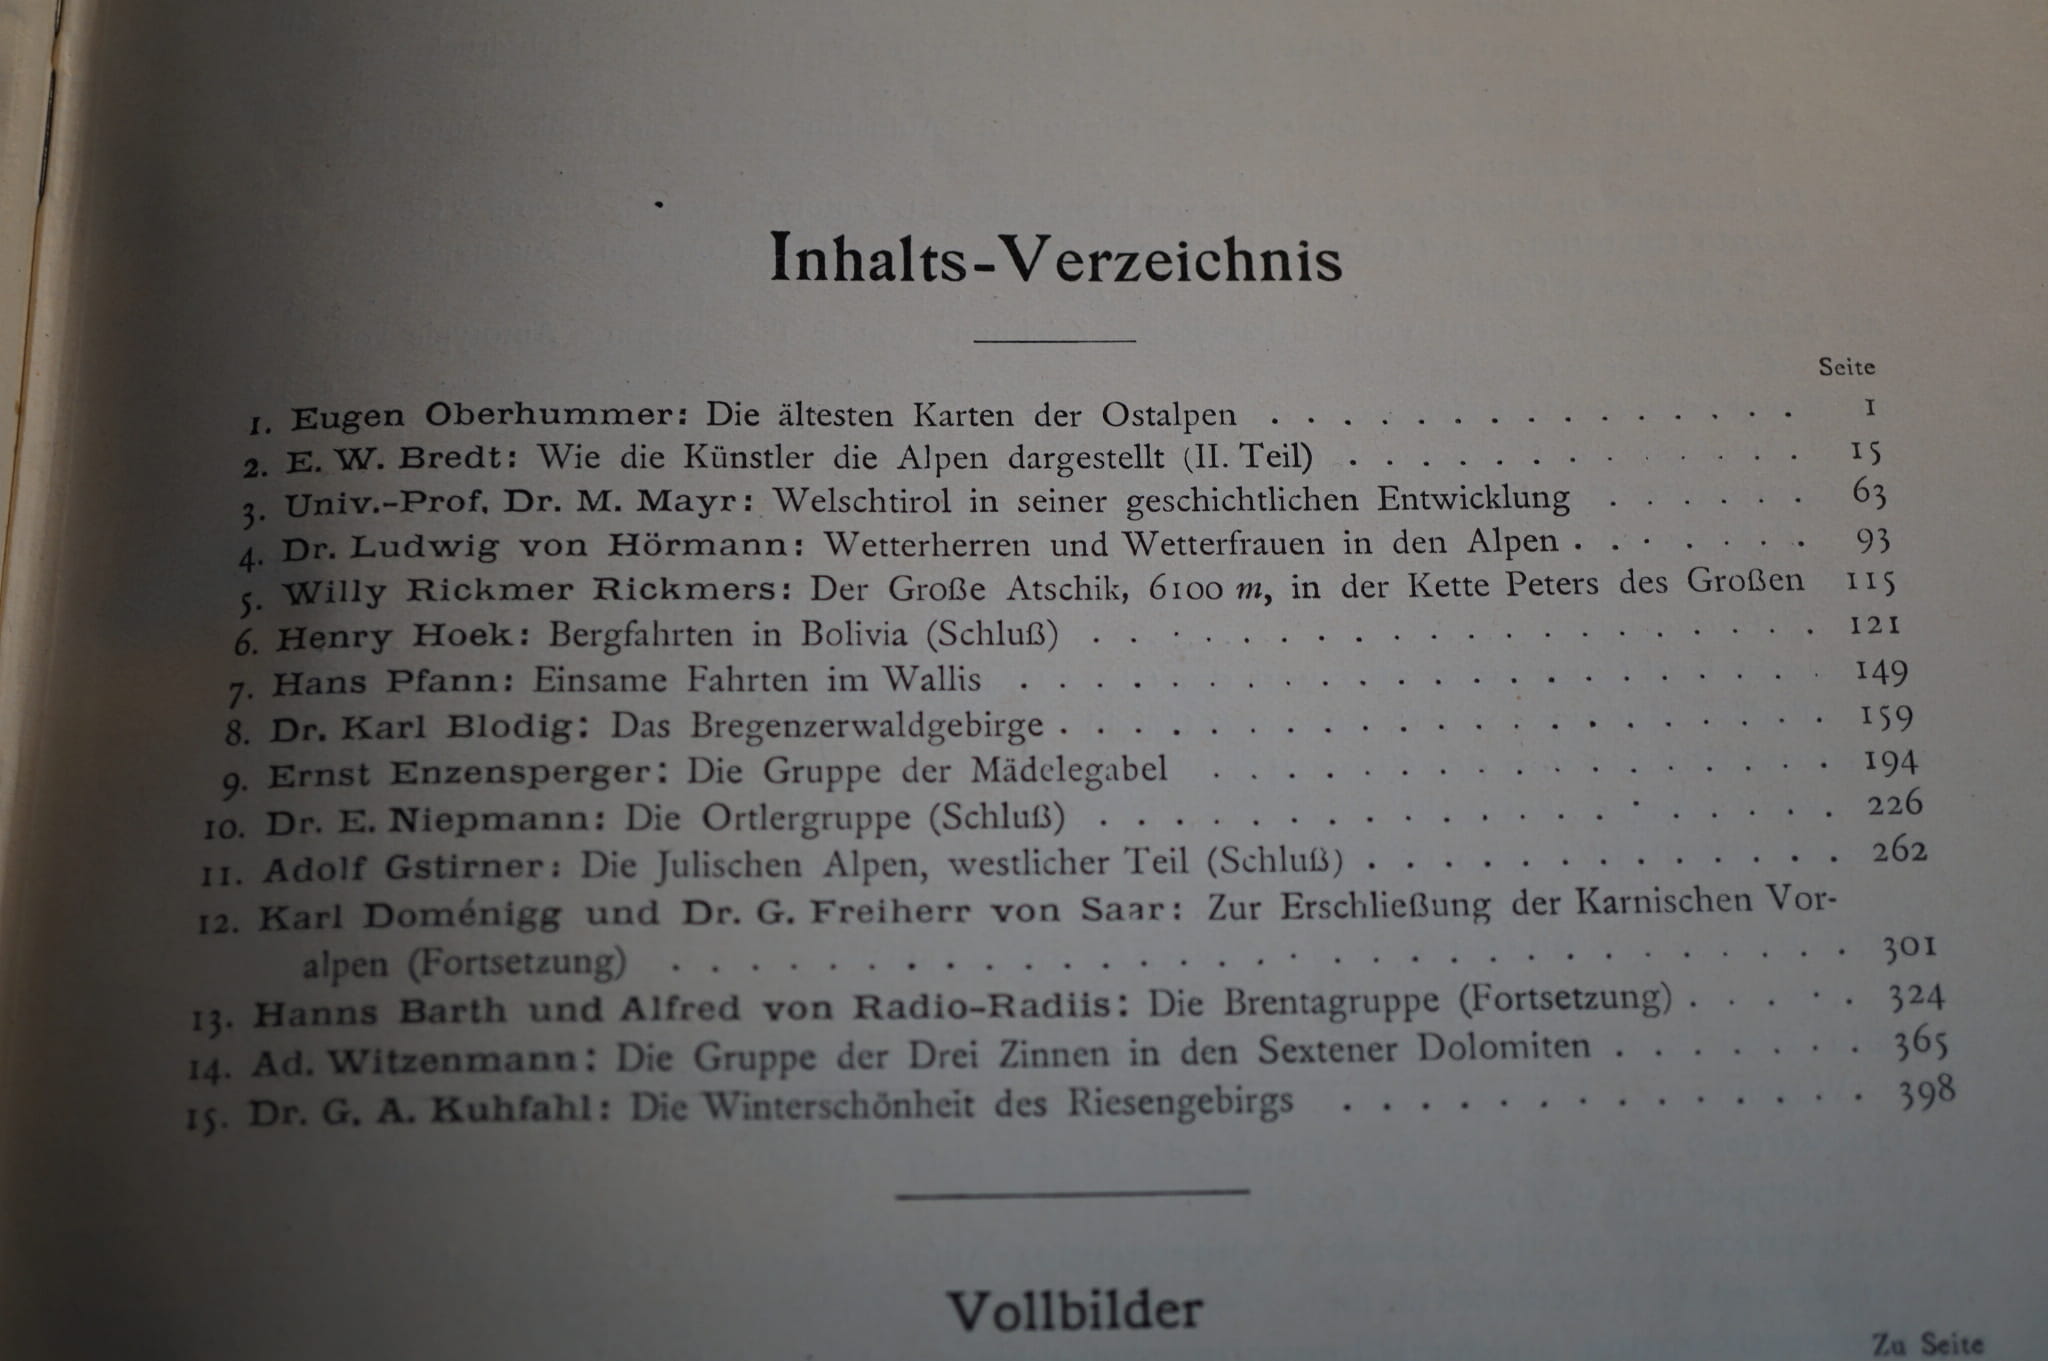 Inhalts-Verzeichnis
Seite
1. Eugen Oberhummer: Die ältesten Karten der Ostalpen . . . . . . . . . . . . . . . 1
2. E. W. Bredt: Wie die Künstler die Alpen dargestellt (II. Teil) . . . . . . . . . . . . . 15
3. Univ.-Prof. Dr. M. Mayr: Welschtirol in seiner geschichtlichen Entwicklung . . . . . . 63
4. Dr. Ludwig von Hörmann: Wetterherren und Wetterfrauen in den Alpen . . . . . . . 93
5. Willy Rickmer Rickmers: Der Große Atschik, 6100 m, in der Kette Peters des Großen 115
6. Henry Hoek: Bergfahrten in Bolivia (Schluß) . . . . . . . . . . . . . . . . . . . . 121
7. Hans Pfann: Einsame Fahrten im Wallis . . . . . . . . . . . . . . . . . . . . . . 149
8. Dr. Karl Blodig: Das Bregenzerwaldgebirge . . . . . . . . . . . . . . . . . . . . . 159
9. Ernst Enzensperger: Die Gruppe der Mädelegabel . . . . . . . . . . . . . . . . . 194
10. Dr. E. Niepmann: Die Ortlergruppe (Schluß) . . . . . . . . . . . . . . . . . . . . 226
11. Adolf Gstirner: Die Julischen Alpen, westlicher Teil (Schluß) . . . . . . . . . . . . . 262
12. Karl Doménigg und Dr. G. Freiherr von Saar: Zur Erschließung der Karnischen Vor-
alpen (Fortsetzung) . . . . . . . . . . . . . . . . . . . . . . . . . . . . . . . 301
13. Hanns Barth und Alfred von Radio-Radiis: Die Brentagruppe (Fortsetzung) . . . . . 324
14. Ad. Witzenmann: Die Gruppe der Drei Zinnen in den Sextener Dolomiten . . . . . . . 365
15. Dr. G. A. Kuhfahl: Die Winterschönheit des Riesengebirgs . . . . . . . . . . . . . . 398
Vollbilder
Zu Seite